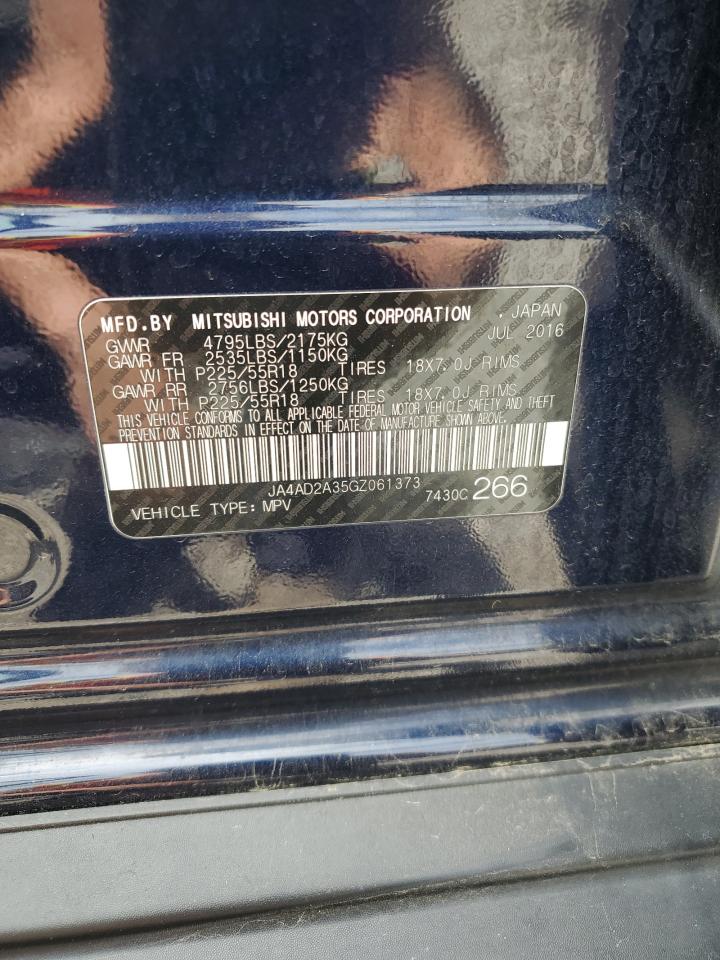 MFD.BY MITSUBISHI MOTORS CORPORATION . JAPAN
GWWR 4795LBS/2175KG JUL 2016
GAWR FR 2535LBS/1150KG
WITH P225/55R18 TIRES 18X7.0J RIMS
GAWR RR 2756LBS/1250KG
WITH P225/55R18 TIRES 18X7.0J RIMS
THIS VEHICLE CONFORMS TO ALL APPLICABLE FEDERAL MOTOR VEHICLE SAFETY AND THEFT
PREVENTION STANDARDS IN EFFECT ON THE DATE OF MANUFACTURE SHOWN ABOVE.
JA4AD2A35GZ061373
VEHICLE TYPE: MPV 7430C 266